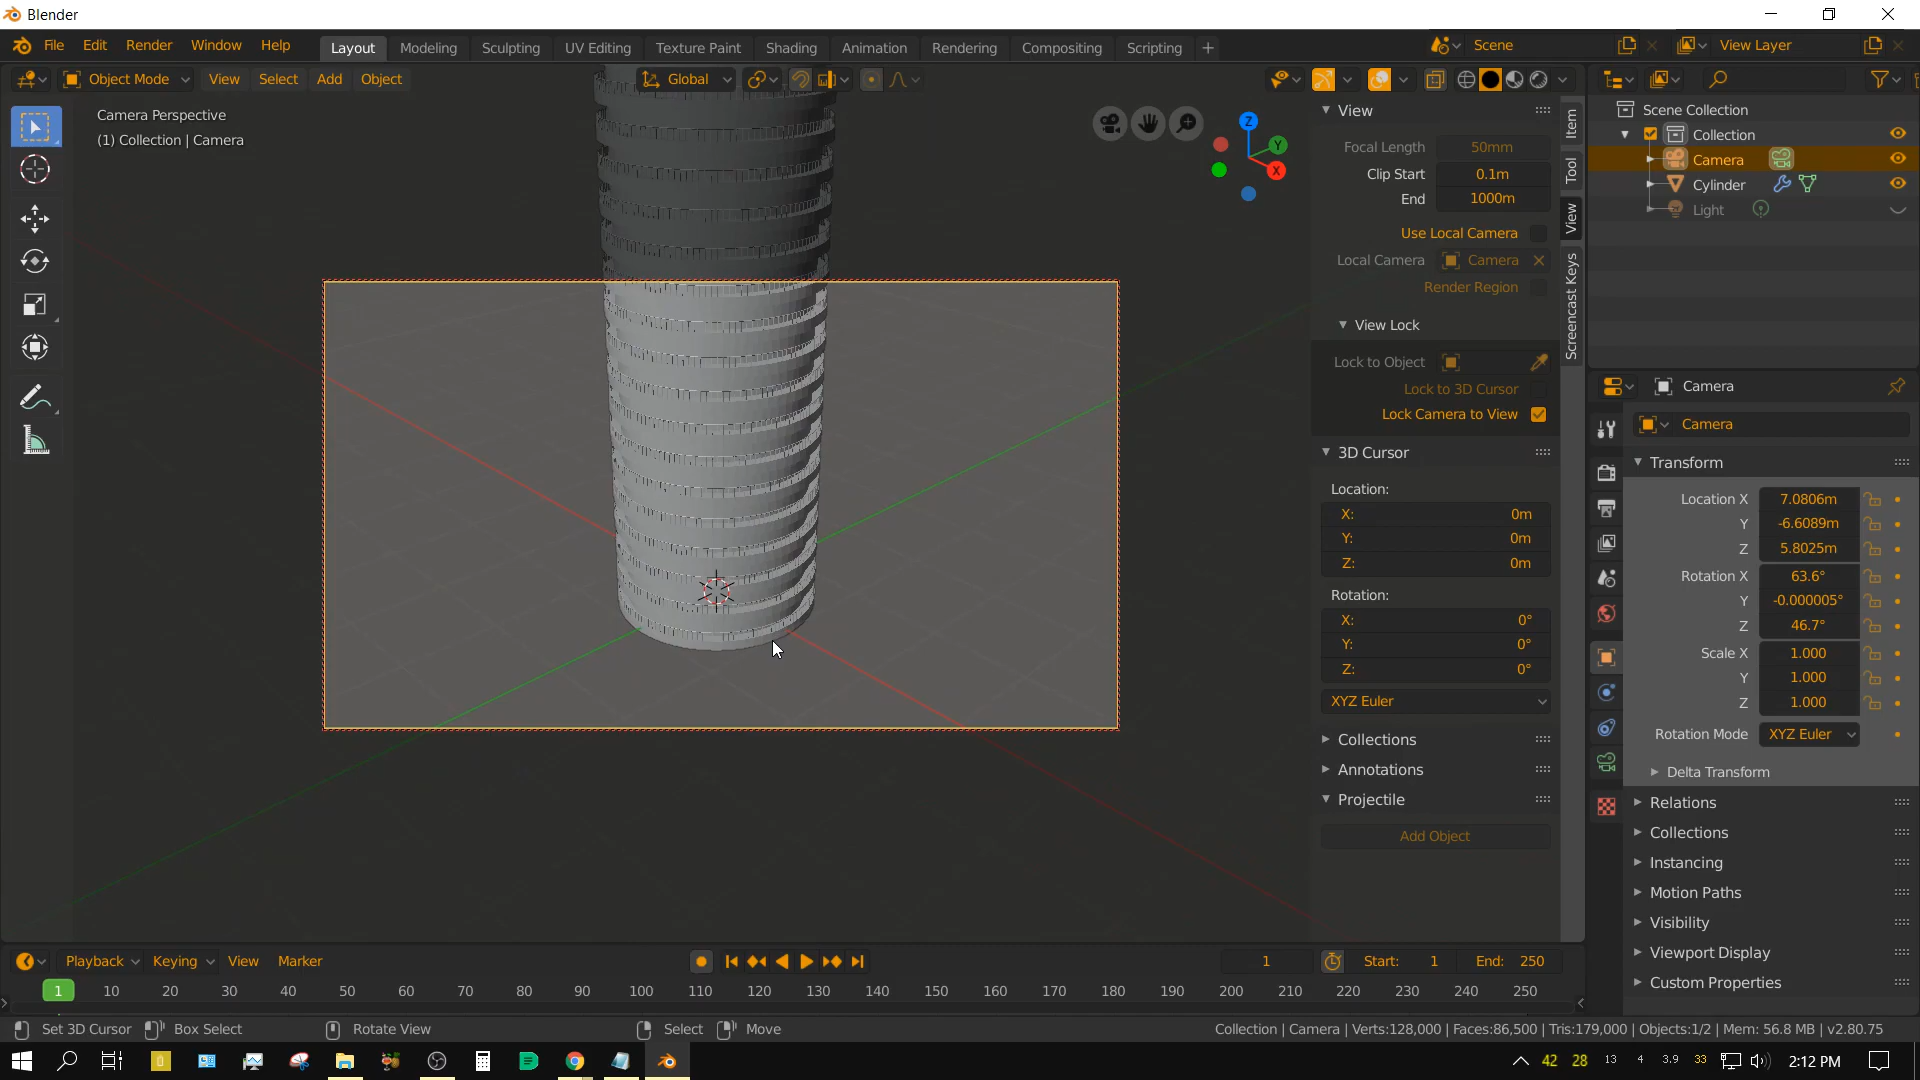 Blender
File Edit Render Window Help Layout Modeling Sculpting UV Editing Texture Paint Shading Animation Rendering Compositing Scripting + Scene View Layer
Object Mode View Select Add Object Global
Camera Perspective
(1) Collection | Camera
Z
Y
X
View
Focal Length 50mm
Clip Start 0.1m
End 1000m
Use Local Camera
Local Camera Camera
Render Region
View Lock
Lock to Object
Lock to 3D Cursor
Lock Camera to View
3D Cursor
Location:
X: 0m
Y: 0m
Z: 0m
Rotation:
X: 0°
Y: 0°
Z: 0°
XYZ Euler
Collections
Annotations
Projectile
Add Object
Item
Tool
View
Screencast Keys
Scene Collection
Collection
Camera
Cylinder
Light
Camera
Camera
Transform
Location X 7.0806m
Y -6.6089m
Z 5.8025m
Rotation X 63.6°
Y -0.000005°
Z 46.7°
Scale X 1.000
Y 1.000
Z 1.000
Rotation Mode XYZ Euler
Delta Transform
Relations
Collections
Instancing
Motion Paths
Visibility
Viewport Display
Custom Properties
Playback Keying View Marker 1 Start: 1 End: 250
1 10 20 30 40 50 60 70 80 90 100 110 120 130 140 150 160 170 180 190 200 210 220 230 240 250
Set 3D Cursor Box Select Rotate View Select Move Collection | Camera | Verts:128,000 | Faces:86,500 | Tris:179,000 | Objects:1/2 | Mem: 56.8 MB | v2.80.75
42 28 13 4 3.9 33 2:12 PM